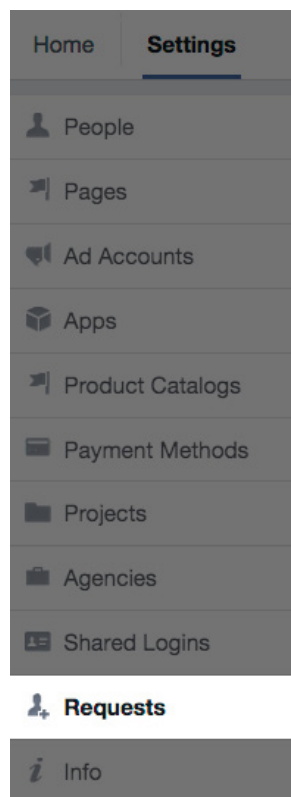 Home Settings
People
Pages
Ad Accounts
Apps
Product Catalogs
Payment Methods
Projects
Agencies
Shared Logins
Requests
Info